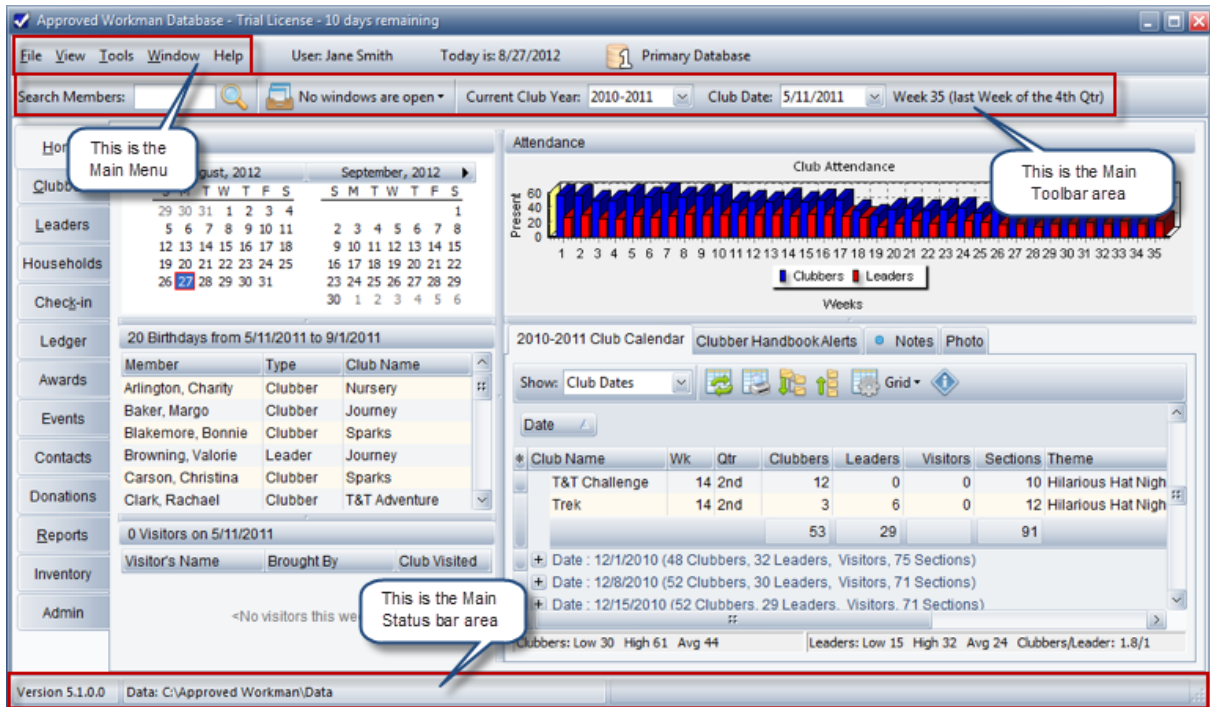 Approved Workman Database - Trial License - 10 days remaining
File View Tools Window Help User: Jane Smith Today is: 8/27/2012 Primary Database
Search Members: No windows are open Current Club Year: 2010-2011 Club Date: 5/11/2011 Week 35 (last Week of the 4th Qtr)
This is the
Main Menu
This is the Main
Toolbar area
Leaders
Households
Check-in
Ledger
Awards
Events
Contacts
Donations
Reports
Inventory
Admin
2012 September, 2012
T W T F S S M T W T F S
29 30 31 1 2 3 4 1
5 6 7 8 9 10 11 2 3 4 5 6 7 8
12 13 14 15 16 17 18 9 10 11 12 13 14 15
19 20 21 22 23 24 25 16 17 18 19 20 21 22
26 27 28 29 30 31 23 24 25 26 27 28 29
30 1 2 3 4 5 6
Attendance
Club Attendance
Present
60
40
20
0
1 2 3 4 5 6 7 8 9 10 11 12 13 14 15 16 17 18 19 20 21 22 23 24 25 26 27 28 29 30 31 32 33 34 35
Clubbers Leaders
Weeks
20 Birthdays from 5/11/2011 to 9/1/2011
Member Type Club Name
Arlington, Charity Clubber Nursery
Baker, Margo Clubber Journey
Blakemore, Bonnie Clubber Sparks
Browning, Valorie Leader Journey
Carson, Christina Clubber Sparks
Clark, Rachael Clubber T&T Adventure
0 Visitors on 5/11/2011
Visitor's Name Brought By Club Visited
<No visitors this
This is the Main
Status bar area
2010-2011 Club Calendar Clubber Handbook Alerts Notes Photo
Show: Club Dates Grid
Date
Club Name Wk Qtr Clubbers Leaders Visitors Sections Theme
T&T Challenge 14 2nd 12 0 0 10 Hilarious Hat Nigh
Trek 14 2nd 3 6 0 12 Hilarious Hat Nigh
53 29 91
Date : 12/1/2010 (48 Clubbers, 32 Leaders, Visitors, 75 Sections)
Date : 12/8/2010 (52 Clubbers, 30 Leaders, Visitors, 71 Sections)
Date : 12/15/2010 (52 Clubbers, 29 Leaders, Visitors, 71 Sections)
Clubbers: Low 30 High 61 Avg 44 Leaders: Low 15 High 32 Avg 24 Clubbers/Leader: 1.8/1
Version 5.1.0.0 Data: C:\Approved Workman\Data